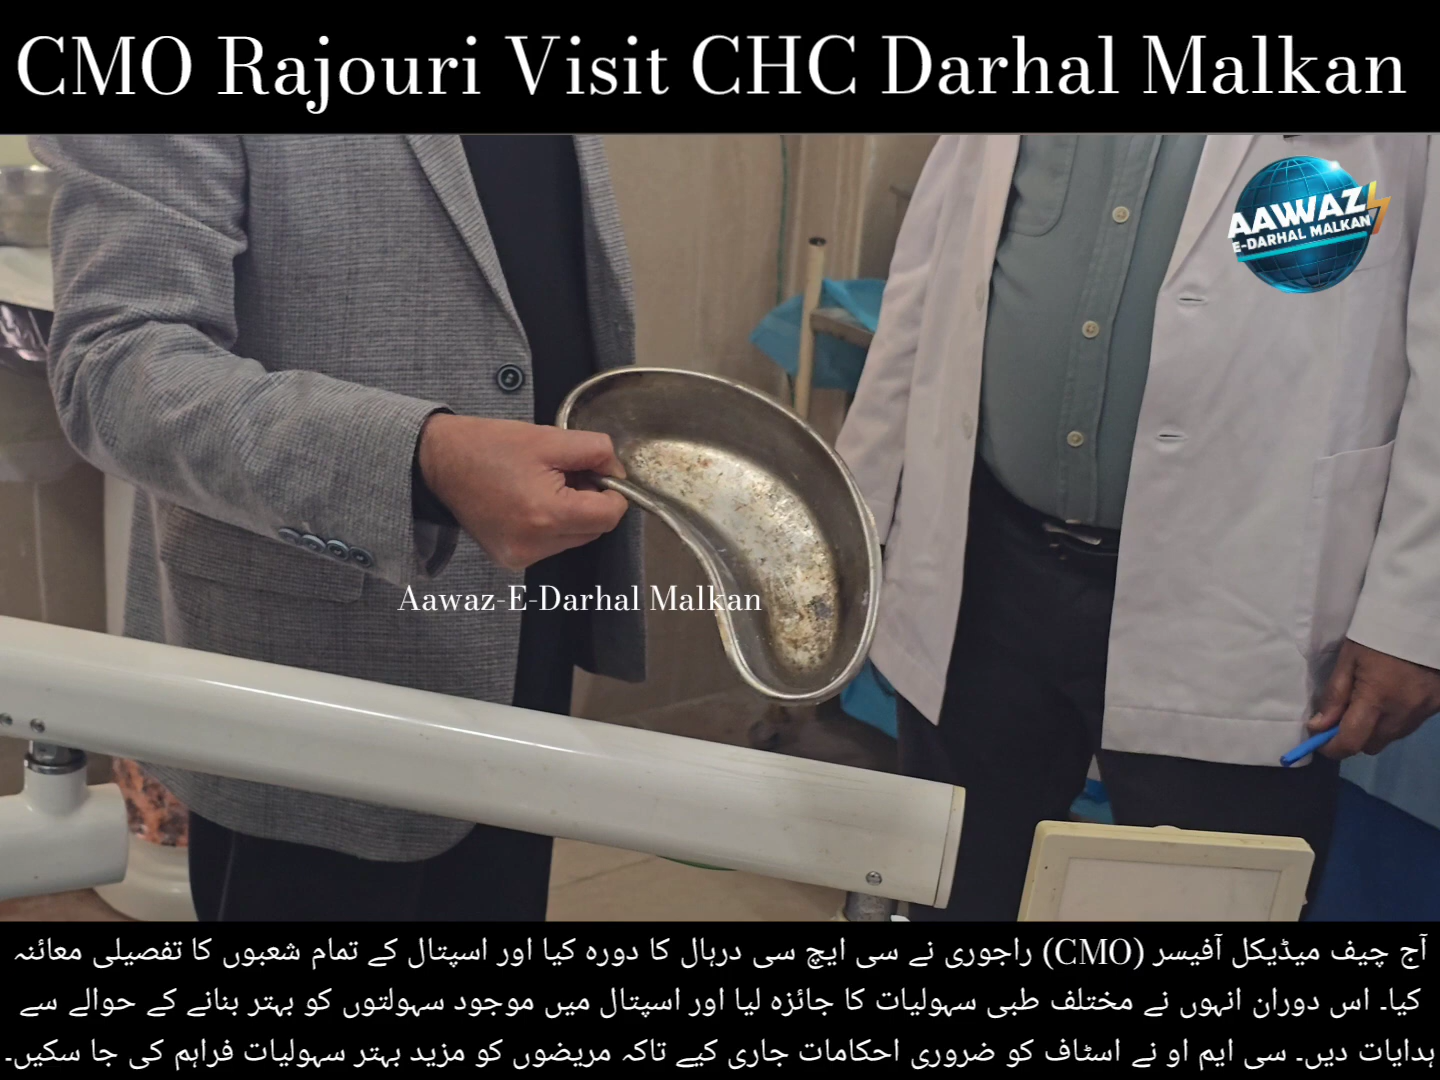 CMO Rajouri Visit CHC Darhal Malkan
AAWAZ
E-DARHAL MALKAN
Aawaz-E-Darhal Malkan
آج چیف میڈیکل آفیسر (CMO) راجوری نے سی ایچ سی درہال کا دورہ کیا اور اسپتال کے تمام شعبوں کا تفصیلی معائنہ
کیا۔ اس دوران انہوں نے مختلف طبی سہولیات کا جائزہ لیا اور اسپتال میں موجود سہولتوں کو بہتر بنانے کے حوالے سے
ہدایات دیں۔ سی ایم او نے اسٹاف کو ضروری احکامات جاری کیے تاکہ مریضوں کو مزید بہتر سہولیات فراہم کی جا سکیں۔